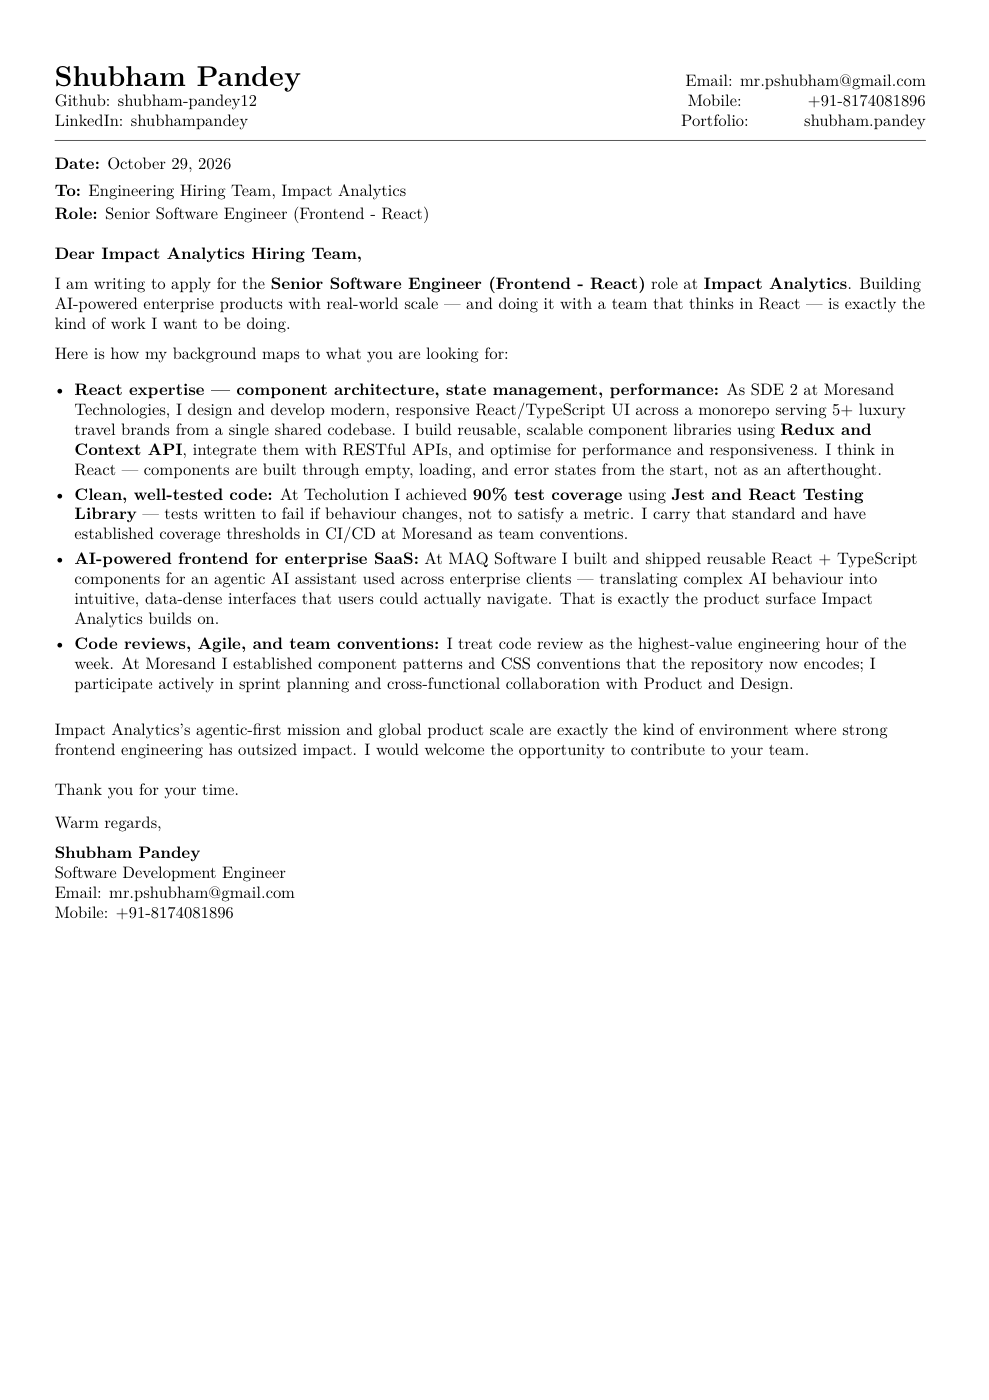 Shubham Pandey
Github: shubham-pandey12
LinkedIn: shubhampandey
Email: mr.pshubham@gmail.com
Mobile: +91-8174081896
Portfolio: shubham.pandey
Date: October 29, 2026
To: Engineering Hiring Team, Impact Analytics
Role: Senior Software Engineer (Frontend - React)
Dear Impact Analytics Hiring Team,
I am writing to apply for the Senior Software Engineer (Frontend - React) role at Impact Analytics. Building
AI-powered enterprise products with real-world scale — and doing it with a team that thinks in React — is exactly the
kind of work I want to be doing.
Here is how my background maps to what you are looking for:
• React expertise — component architecture, state management, performance: As SDE 2 at Moresand
Technologies, I design and develop modern, responsive React/TypeScript UI across a monorepo serving 5+ luxury
travel brands from a single shared codebase. I build reusable, scalable component libraries using Redux and
Context API, integrate them with RESTful APIs, and optimise for performance and responsiveness. I think in
React — components are built through empty, loading, and error states from the start, not as an afterthought.
• Clean, well-tested code: At Techolution I achieved 90% test coverage using Jest and React Testing
Library — tests written to fail if behaviour changes, not to satisfy a metric. I carry that standard and have
established coverage thresholds in CI/CD at Moresand as team conventions.
• AI-powered frontend for enterprise SaaS: At MAQ Software I built and shipped reusable React + TypeScript
components for an agentic AI assistant used across enterprise clients — translating complex AI behaviour into
intuitive, data-dense interfaces that users could actually navigate. That is exactly the product surface Impact
Analytics builds on.
• Code reviews, Agile, and team conventions: I treat code review as the highest-value engineering hour of the
week. At Moresand I established component patterns and CSS conventions that the repository now encodes; I
participate actively in sprint planning and cross-functional collaboration with Product and Design.
Impact Analytics's agentic-first mission and global product scale are exactly the kind of environment where strong
frontend engineering has outsized impact. I would welcome the opportunity to contribute to your team.
Thank you for your time.
Warm regards,
Shubham Pandey
Software Development Engineer
Email: mr.pshubham@gmail.com
Mobile: +91-8174081896